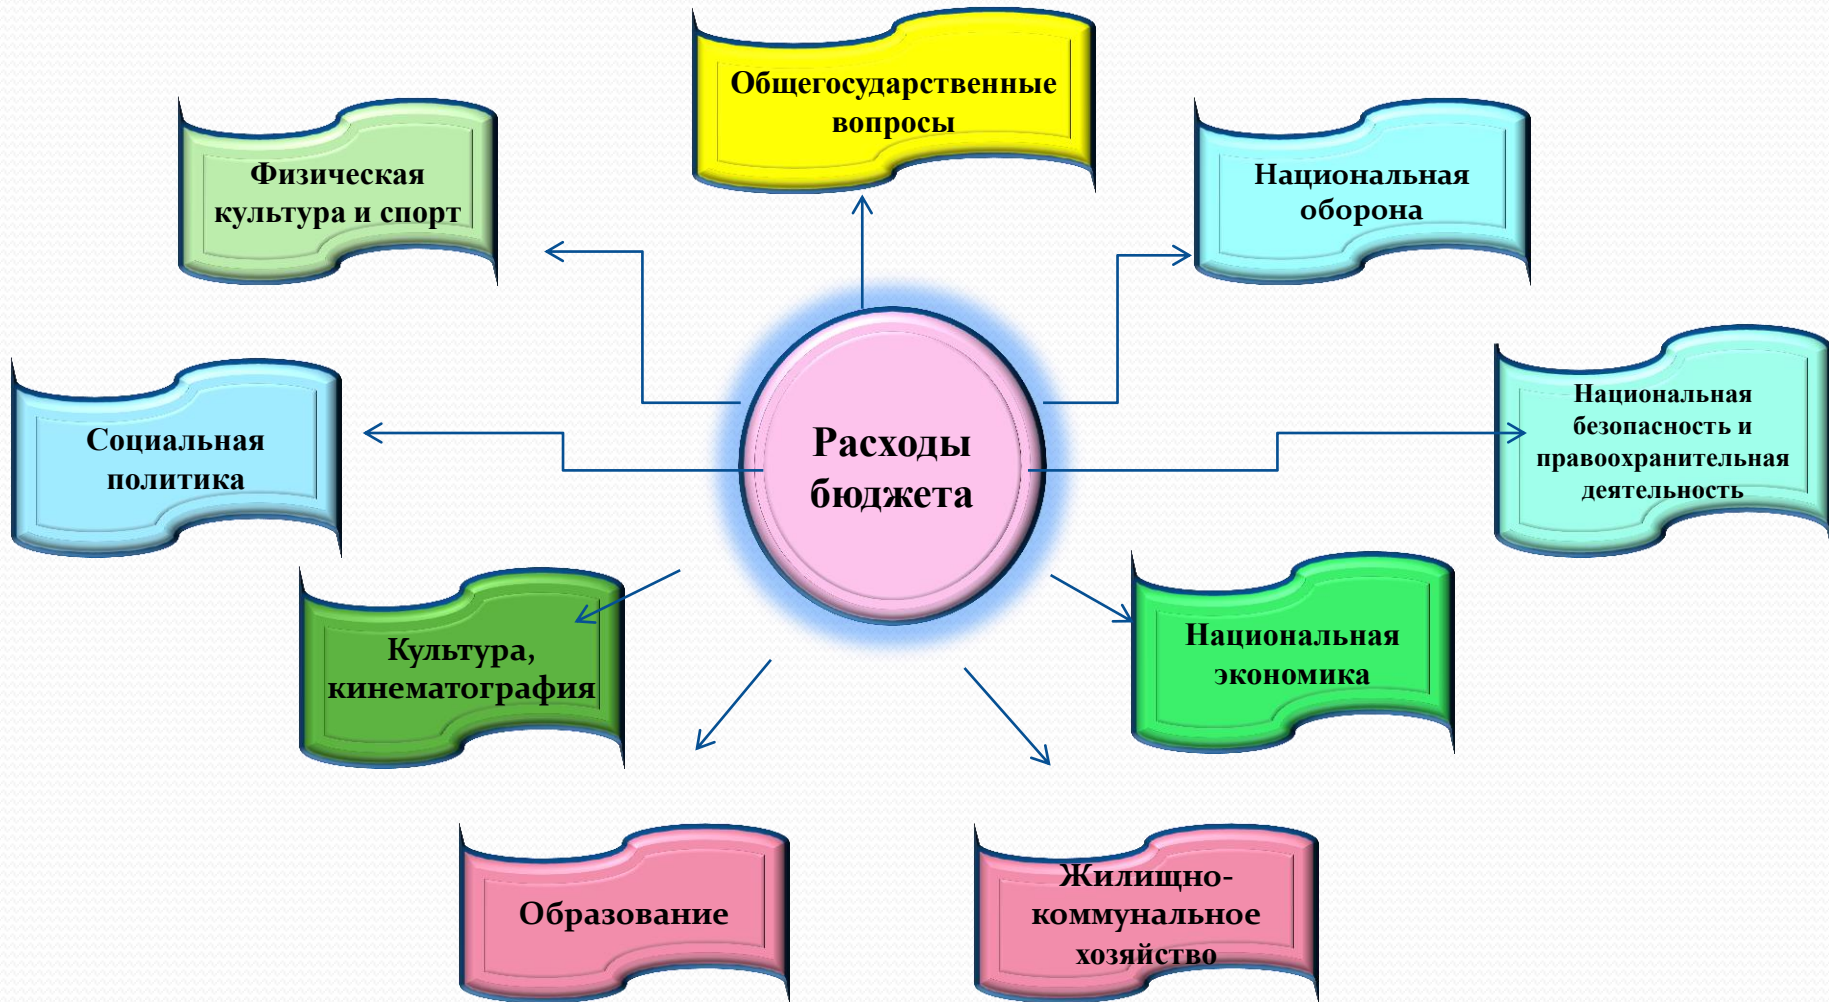 Общегосударственные
вопросы
Физическая
культура и спорт
Национальная
оборона
Социальная
политика
Расходы
бюджета
Национальная
безопасность и
правоохранительная
деятельность
Культура,
кинематография
Национальная
экономика
Образование
Жилищно-
коммунальное
хозяйство